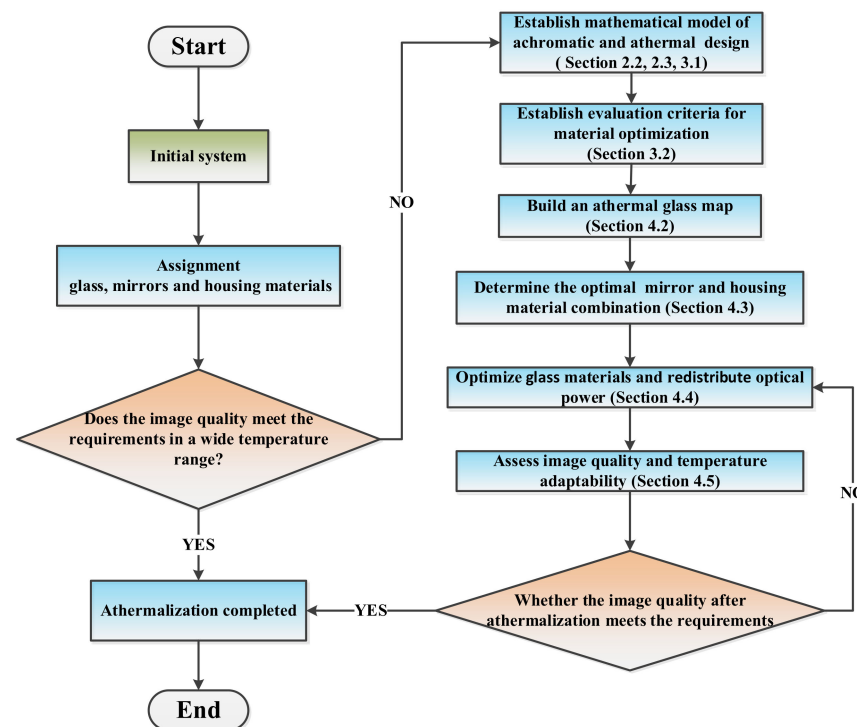 Start
Initial system
Assignment
glass, mirrors and housing materials
Does the image quality meet the
requirements in a wide temperature
range?
NO
YES
Athermalization completed
End
Establish mathematical model of
achromatic and athermal design
( Section 2.2, 2.3, 3.1)
Establish evaluation criteria for
material optimization
(Section 3.2)
Build an athermal glass map
(Section 4.2)
Determine the optimal mirror and housing
material combination (Section 4.3)
Optimize glass materials and redistribute optical
power (Section 4.4)
Assess image quality and temperature
adaptability (Section 4.5)
Whether the image quality after
athermalization meets the requirements
YES
NO